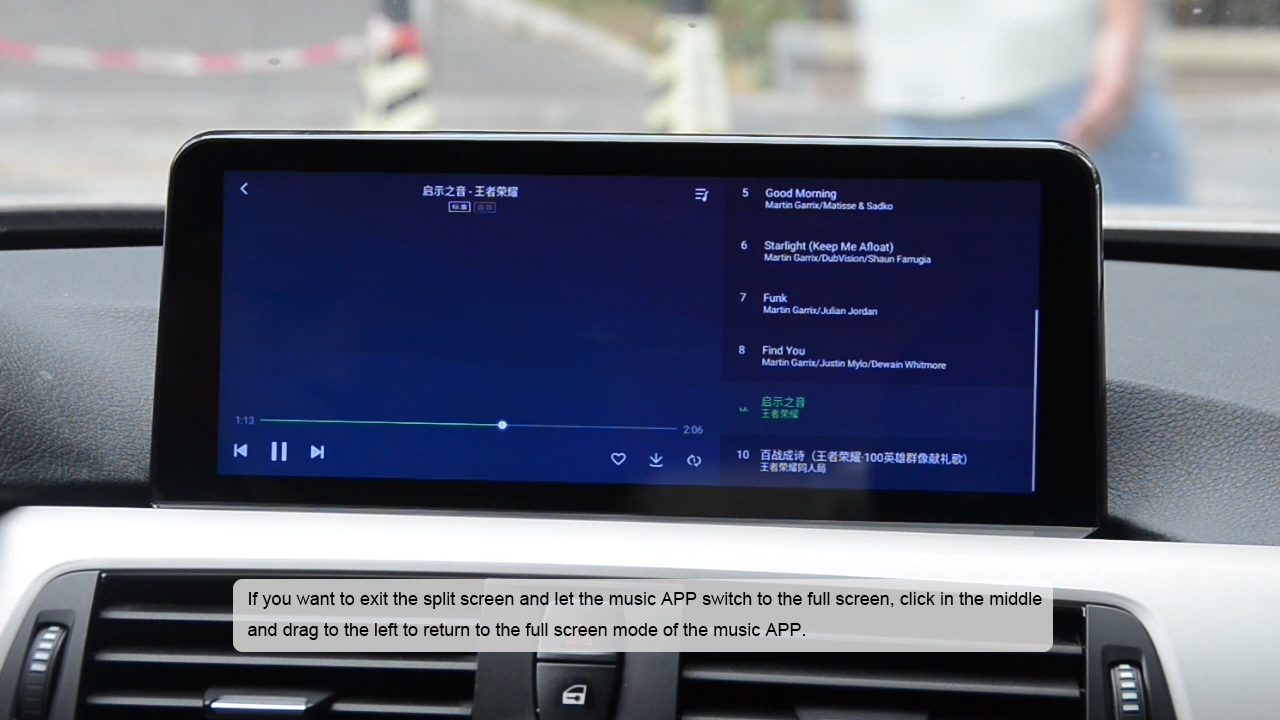 启示之音 - 王者荣耀
标准
音效
1:13
2:06
5 Good Morning
Martin Garrix/Matisse & Sadko
6 Starlight (Keep Me Afloat)
Martin Garrix/DubVision/Shaun Farrugia
7 Funk
Martin Garrix/Julian Jordan
8 Find You
Martin Garrix/Justin Mylo/Dewain Whitmore
启示之音
王者荣耀
10 百战成诗（王者荣耀·100英雄群像献礼歌）
王者荣耀同人局
If you want to exit the split screen and let the music APP switch to the full screen, click in the middle
and drag to the left to return to the full screen mode of the music APP.